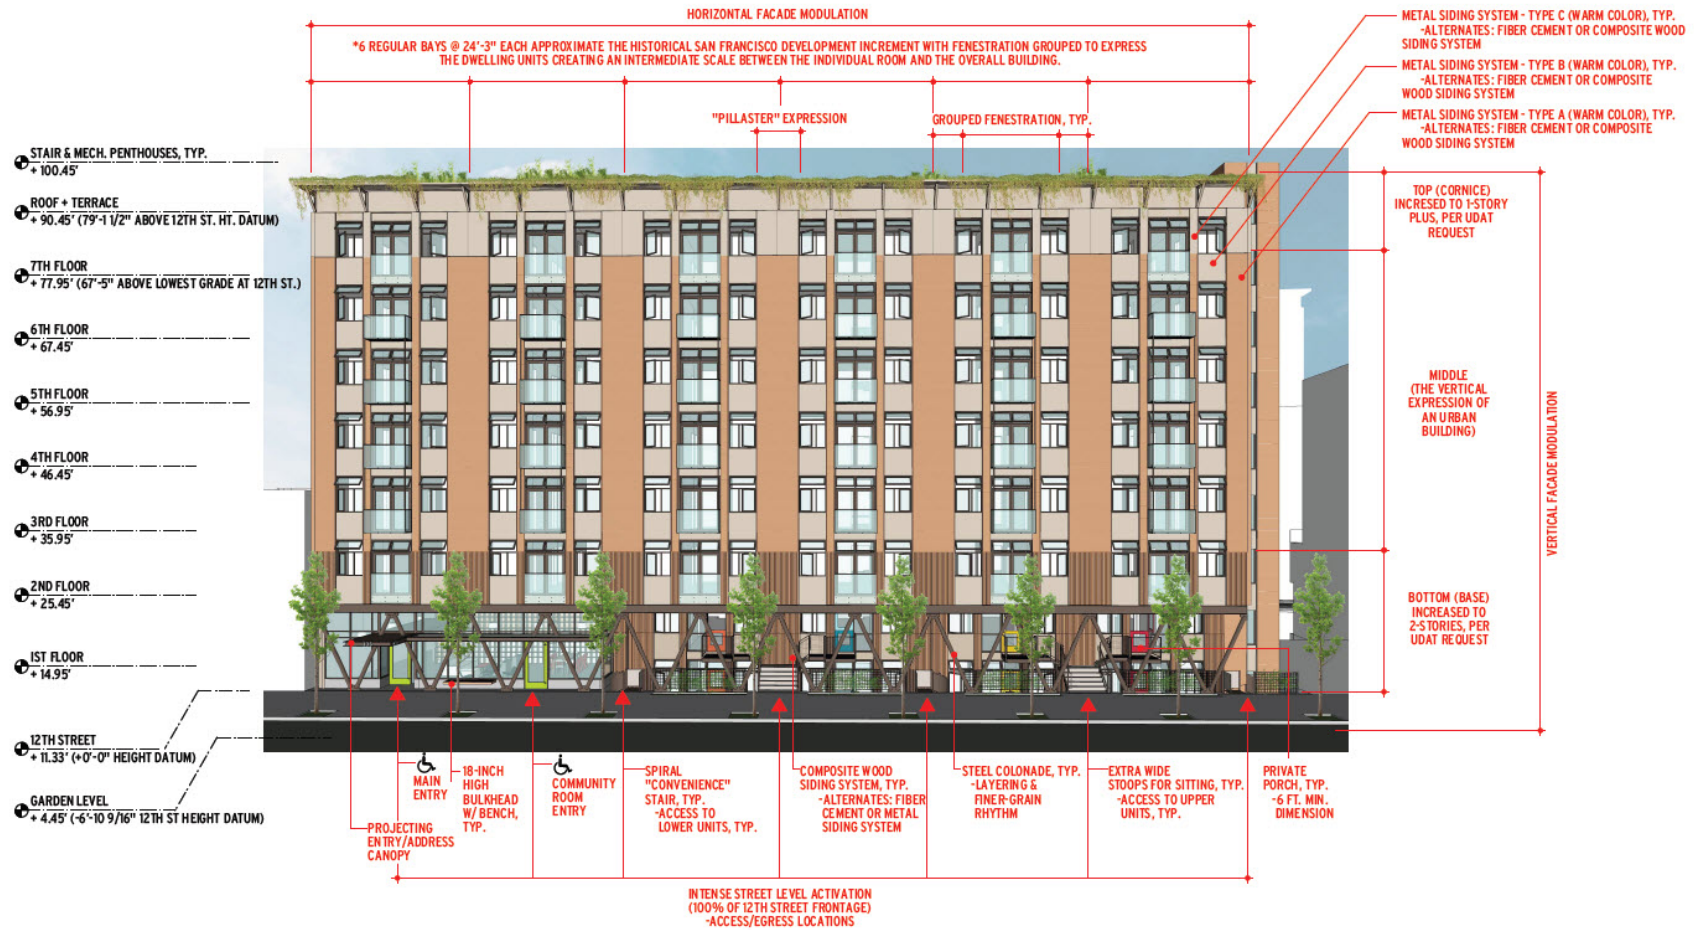 HORIZONTAL FACADE MODULATION
*6 REGULAR BAYS @ 24'-3" EACH APPROXIMATE THE HISTORICAL SAN FRANCISCO DEVELOPMENT INCREMENT WITH FENESTRATION GROUPED TO EXPRESS
THE DWELLING UNITS CREATING AN INTERMEDIATE SCALE BETWEEN THE INDIVIDUAL ROOM AND THE OVERALL BUILDING.
"PILLASTER" EXPRESSION
GROUPED FENESTRATION, TYP.
METAL SIDING SYSTEM - TYPE C (WARM COLOR), TYP.
-ALTERNATES: FIBER CEMENT OR COMPOSITE WOOD
SIDING SYSTEM
METAL SIDING SYSTEM - TYPE B (WARM COLOR), TYP.
-ALTERNATES: FIBER CEMENT OR COMPOSITE
WOOD SIDING SYSTEM
METAL SIDING SYSTEM - TYPE A (WARM COLOR), TYP.
-ALTERNATES: FIBER CEMENT OR COMPOSITE
WOOD SIDING SYSTEM
STAIR & MECH. PENTHOUSES, TYP.
+ 100.45'
ROOF + TERRACE
+ 90.45' (79'-1 1/2" ABOVE 12TH ST. HT. DATUM)
7TH FLOOR
+ 77.95' (67'-5" ABOVE LOWEST GRADE AT 12TH ST.)
6TH FLOOR
+ 67.45'
5TH FLOOR
+ 56.95'
4TH FLOOR
+ 46.45'
3RD FLOOR
+ 35.95'
2ND FLOOR
+ 25.45'
1ST FLOOR
+ 14.95'
12TH STREET
+ 11.33' (+0'-0" HEIGHT DATUM)
GARDEN LEVEL
+ 4.45' (-6'-10 9/16" 12TH ST HEIGHT DATUM)
TOP (CORNICE)
INCRESED TO 1-STORY
PLUS, PER UDAT
REQUEST
MIDDLE
(THE VERTICAL
EXPRESSION OF
AN URBAN
BUILDING)
BOTTOM (BASE)
INCREASED TO
2-STORIES, PER
UDAT REQUEST
VERTICAL FACADE MODULATION
PROJECTING
ENTRY/ADDRESS
CANOPY
MAIN
ENTRY
18-INCH
HIGH
BULKHEAD
W/ BENCH,
TYP.
COMMUNITY
ROOM
ENTRY
SPIRAL
"CONVENIENCE"
STAIR, TYP.
-ACCESS TO
LOWER UNITS, TYP.
COMPOSITE WOOD
SIDING SYSTEM, TYP.
-ALTERNATES: FIBER
CEMENT OR METAL
SIDING SYSTEM
STEEL COLONADE, TYP.
-LAYERING &
FINER-GRAIN
RHYTHM
EXTRA WIDE
STOOPS FOR SITTING, TYP.
-ACCESS TO UPPER
UNITS, TYP.
PRIVATE
PORCH, TYP.
-6 FT. MIN.
DIMENSION
INTENSE STREET LEVEL ACTIVATION
(100% OF 12TH STREET FRONTAGE)
-ACCESS/EGRESS LOCATIONS